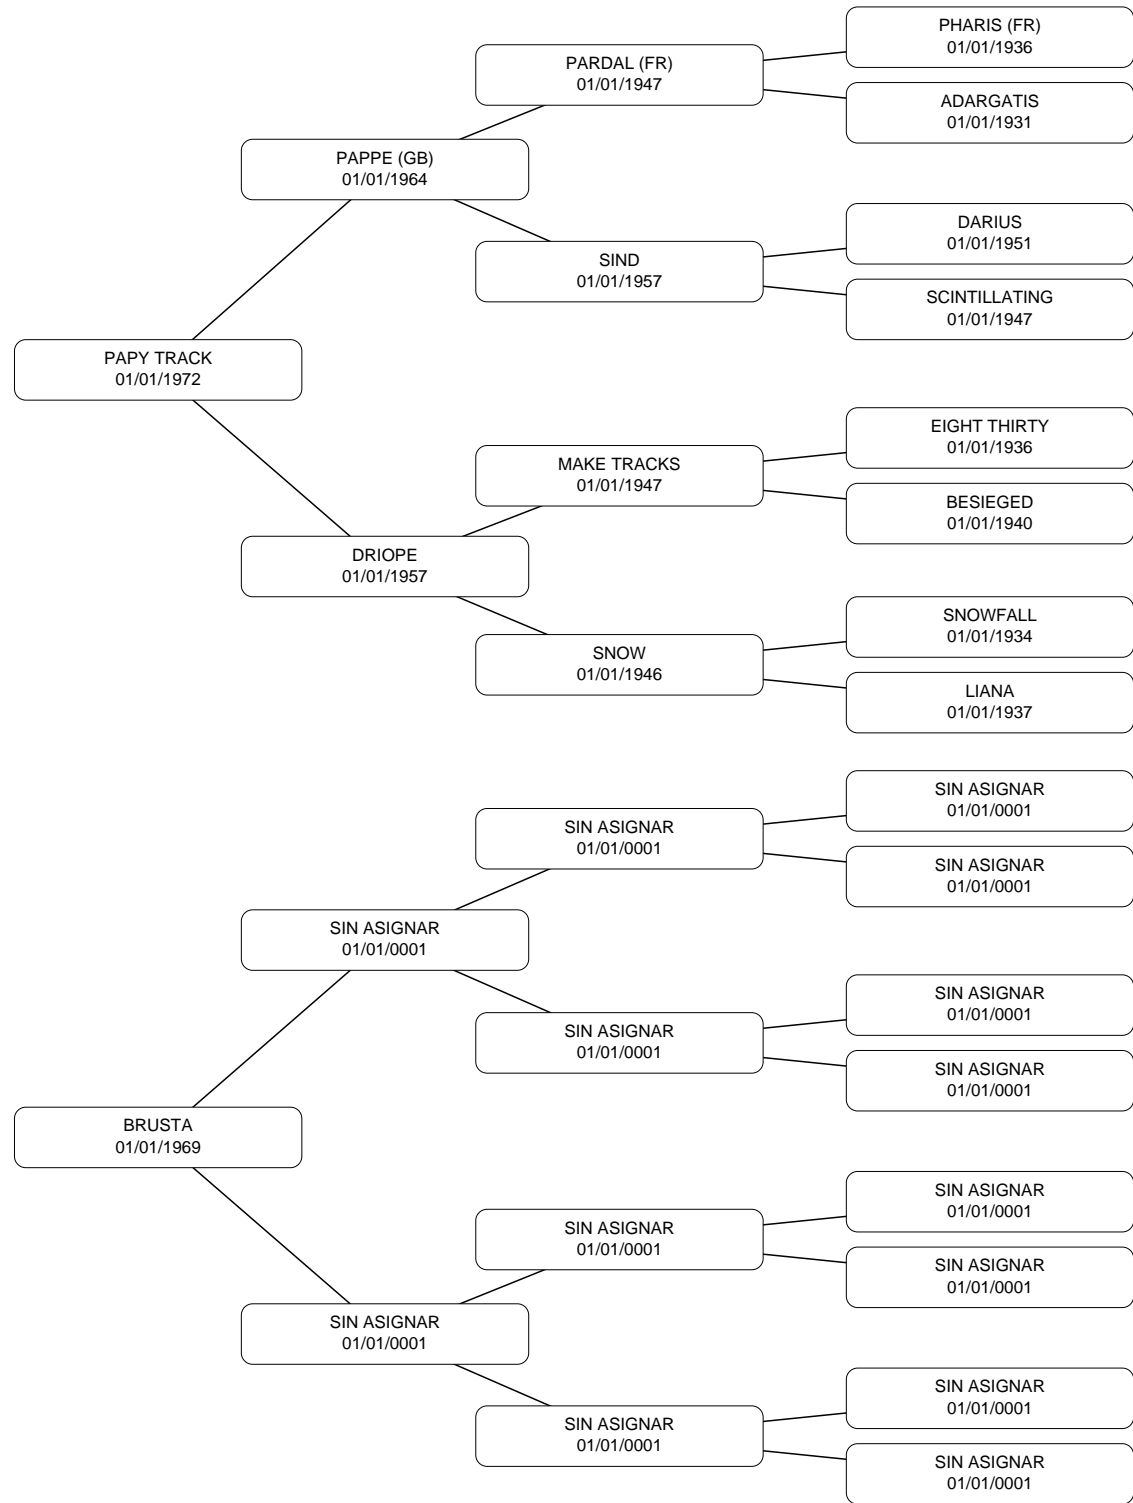 PHARIS (FR)
01/01/1936
PARDAL (FR)
01/01/1947
ADARGATIS
01/01/1931
PAPPE (GB)
01/01/1964
DARIUS
01/01/1951
SIND
01/01/1957
SCINTILLATING
01/01/1947
PAPY TRACK
01/01/1972
EIGHT THIRTY
01/01/1936
MAKE TRACKS
01/01/1947
BESIEGED
01/01/1940
DRIOPE
01/01/1957
SNOWFALL
01/01/1934
SNOW
01/01/1946
LIANA
01/01/1937
SIN ASIGNAR
01/01/0001
SIN ASIGNAR
01/01/0001
SIN ASIGNAR
01/01/0001
SIN ASIGNAR
01/01/0001
SIN ASIGNAR
01/01/0001
SIN ASIGNAR
01/01/0001
SIN ASIGNAR
01/01/0001
BRUSTA
01/01/1969
SIN ASIGNAR
01/01/0001
SIN ASIGNAR
01/01/0001
SIN ASIGNAR
01/01/0001
SIN ASIGNAR
01/01/0001
SIN ASIGNAR
01/01/0001
SIN ASIGNAR
01/01/0001
SIN ASIGNAR
01/01/0001